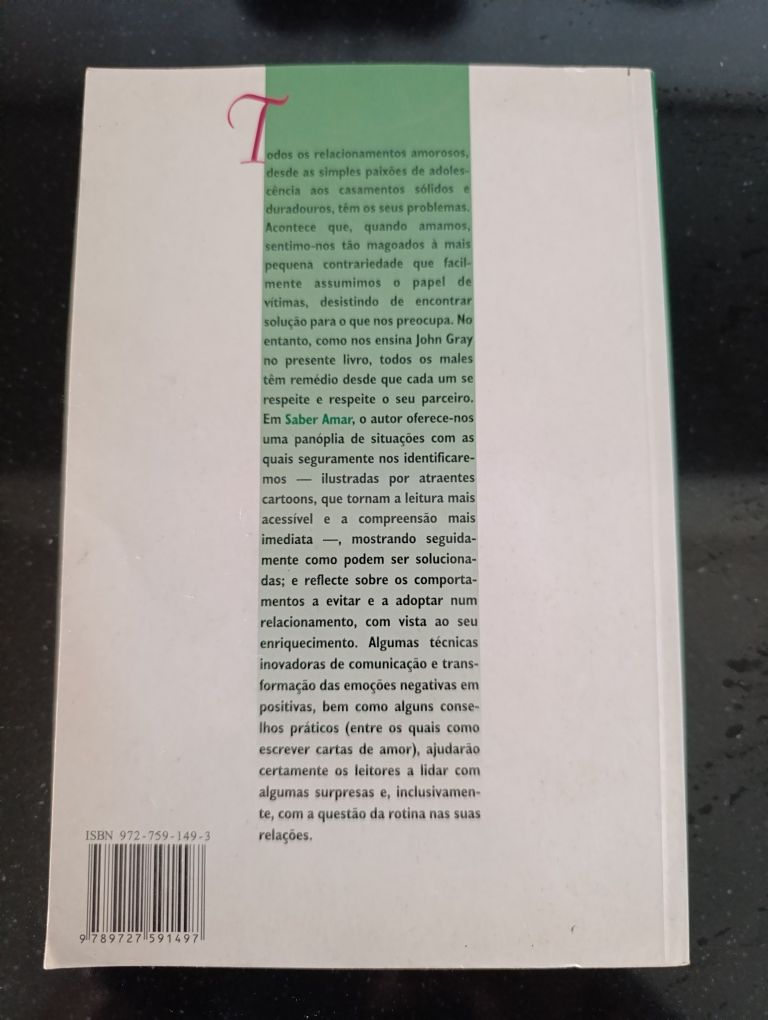 Todos os relacionamentos amorosos,
desde as simples paixões de adoles-
cência aos casamentos sólidos e
duradouros, têm os seus problemas.
Acontece que, quando amamos,
sentimo-nos tão magoados à mais
pequena contrariedade que facil-
mente assumimos o papel de
vítimas, desistindo de encontrar
solução para o que nos preocupa. No
entanto, como nos ensina John Gray
no presente livro, todos os males
têm remédio desde que cada um se
respeite e respeite o seu parceiro.
Em Saber Amar, o autor oferece-nos
uma panóplia de situações com as
quais seguramente nos identificare-
mos — ilustradas por atraentes
cartoons, que tornam a leitura mais
acessível e a compreensão mais
imediata —, mostrando seguida-
mente como podem ser soluciona-
das; e reflecte sobre os comporta-
mentos a evitar e a adoptar num
relacionamento, com vista ao seu
enriquecimento. Algumas técnicas
inovadoras de comunicação e trans-
formação das emoções negativas em
positivas, bem como alguns conse-
lhos práticos (entre os quais como
escrever cartas de amor), ajudarão
certamente os leitores a lidar com
algumas surpresas e, inclusivamen-
te, com a questão da rotina nas suas
relações.
ISBN 972-759-149-3
9 789727 591497